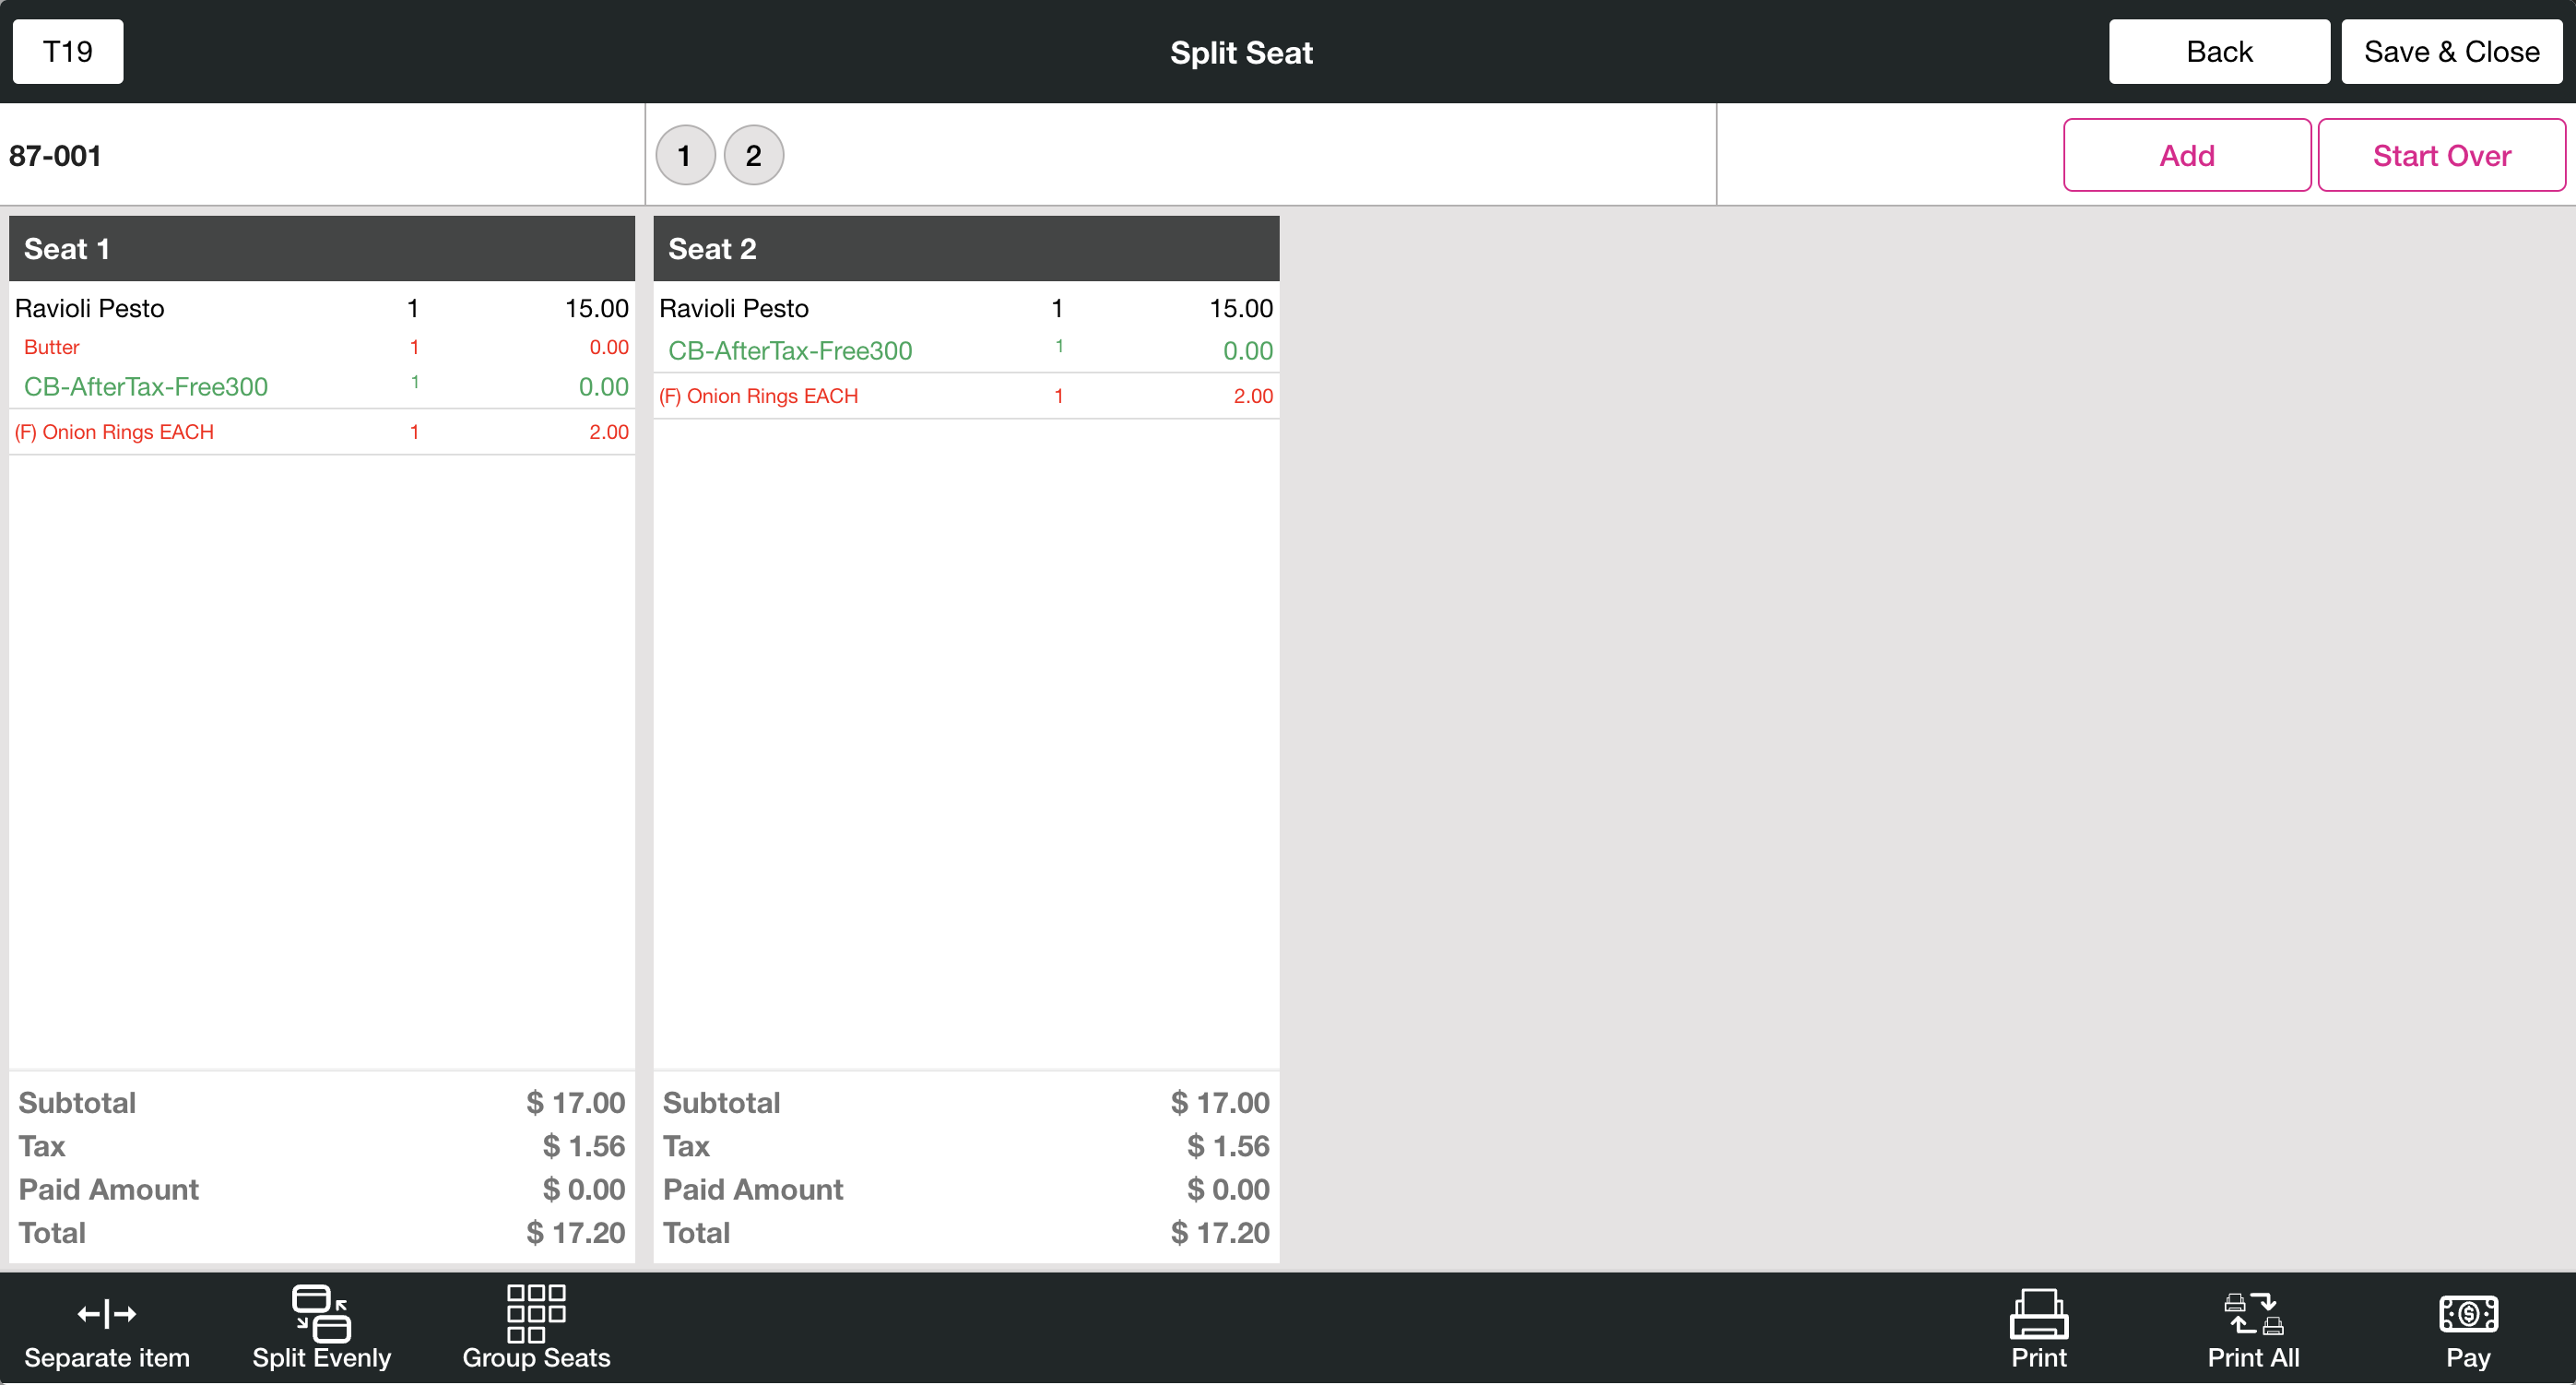 T19 Split Seat Back Save & Close
87-001 1 2 Add Start Over
Seat 1
Ravioli Pesto 1 15.00
Butter 1 0.00
CB-AfterTax-Free300 1 0.00
(F) Onion Rings EACH 1 2.00
Subtotal $ 17.00
Tax $ 1.56
Paid Amount $ 0.00
Total $ 17.20
Seat 2
Ravioli Pesto 1 15.00
CB-AfterTax-Free300 1 0.00
(F) Onion Rings EACH 1 2.00
Subtotal $ 17.00
Tax $ 1.56
Paid Amount $ 0.00
Total $ 17.20
Separate item Split Evenly Group Seats Print Print All Pay